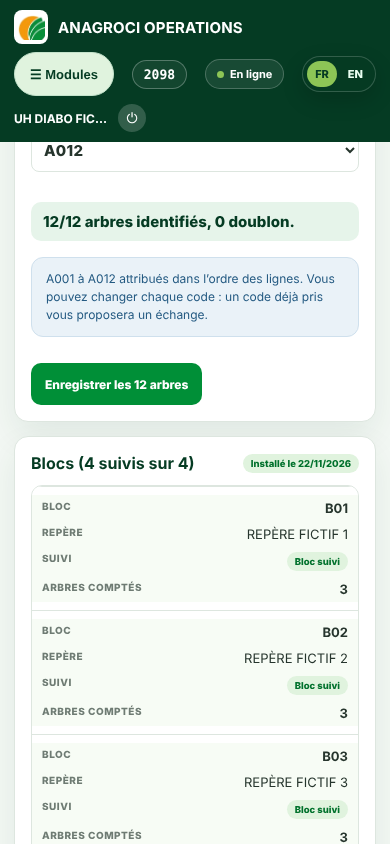 ANAGROCI OPERATIONS
☰ Modules
2098
En ligne
FR
EN
UH DIABO FIC...
A012
12/12 arbres identifiés, 0 doublon.
A001 à A012 attribués dans l’ordre des lignes. Vous
pouvez changer chaque code : un code déjà pris
vous proposera un échange.
Enregistrer les 12 arbres
Blocs (4 suivis sur 4)
Installé le 22/11/2026
BLOC
B01
REPÈRE
REPÈRE FICTIF 1
SUIVI
Bloc suivi
ARBRES COMPTÉS
3
BLOC
B02
REPÈRE
REPÈRE FICTIF 2
SUIVI
Bloc suivi
ARBRES COMPTÉS
3
BLOC
B03
REPÈRE
REPÈRE FICTIF 3
SUIVI
Bloc suivi
ARBRES COMPTÉS
3